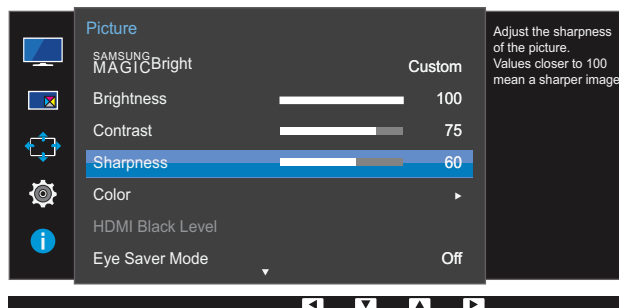 Picture
SAMSUNG
MAGICBright Custom
Brightness 100
Contrast 75
Sharpness 60
Color
HDMI Black Level
Eye Saver Mode Off
Adjust the sharpness
of the picture.
Values closer to 100
mean a sharper image